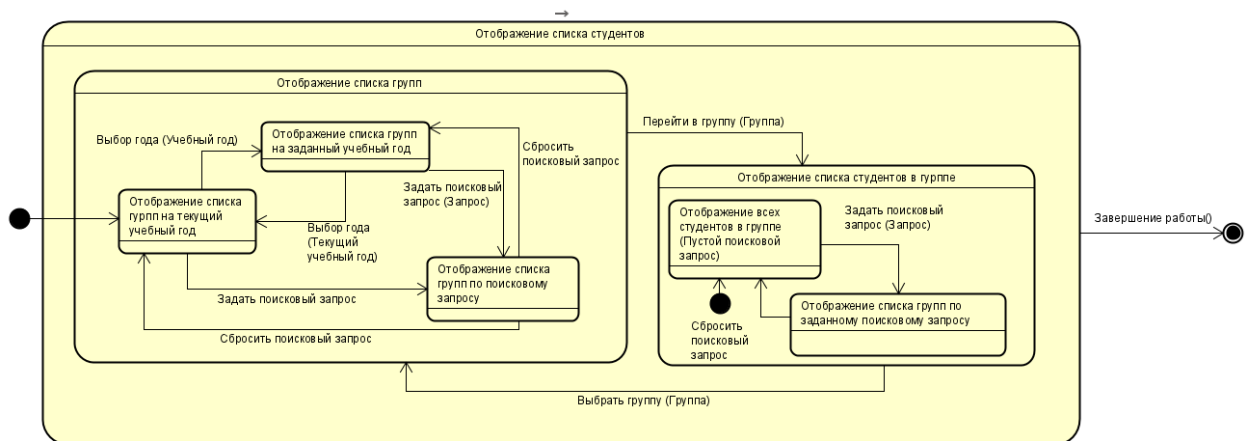 Отображение списка студентов
Отображение списка групп
Выбор года (Учебный год)
Отображение списка групп
на заданный учебный год
Сбросить
поисковый запрос
Задать поисковый
запрос (Запрос)
Отображение списка
гурпп на текущий
учебный год
Выбор года
(Текущий
учебный год)
Отображение списка
групп по поисковому
запросу
Задать поисковый запрос
Сбросить поисковый запрос
Перейти в группу (Группа)
Отображение списка студентов в гурппе
Отображение всех
студентов в группе
(Пустой поисковой
запрос)
Задать поисковый
запрос (Запрос)
Отображение списка групп по
заданному поисковому запросу
Сбросить
поисковый
запрос
Выбрать группу (Группа)
Завершение работы()